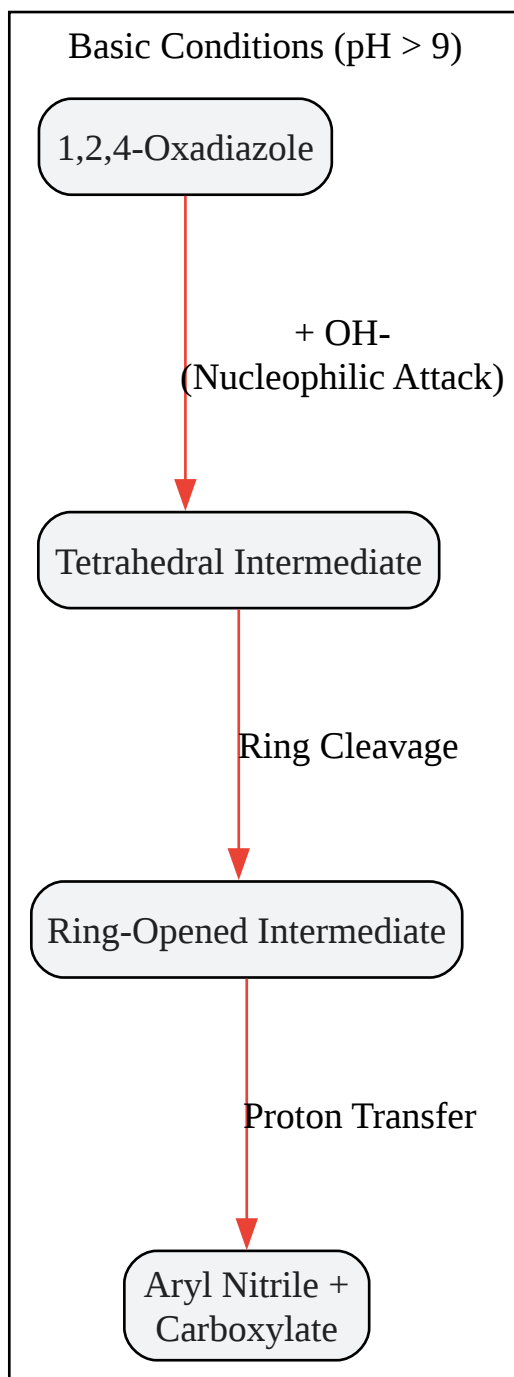 Basic Conditions (pH > 9)
1,2,4-Oxadiazole
+ OH-
(Nucleophilic Attack)
Tetrahedral Intermediate
Ring Cleavage
Ring-Opened Intermediate
Proton Transfer
Aryl Nitrile +
Carboxylate